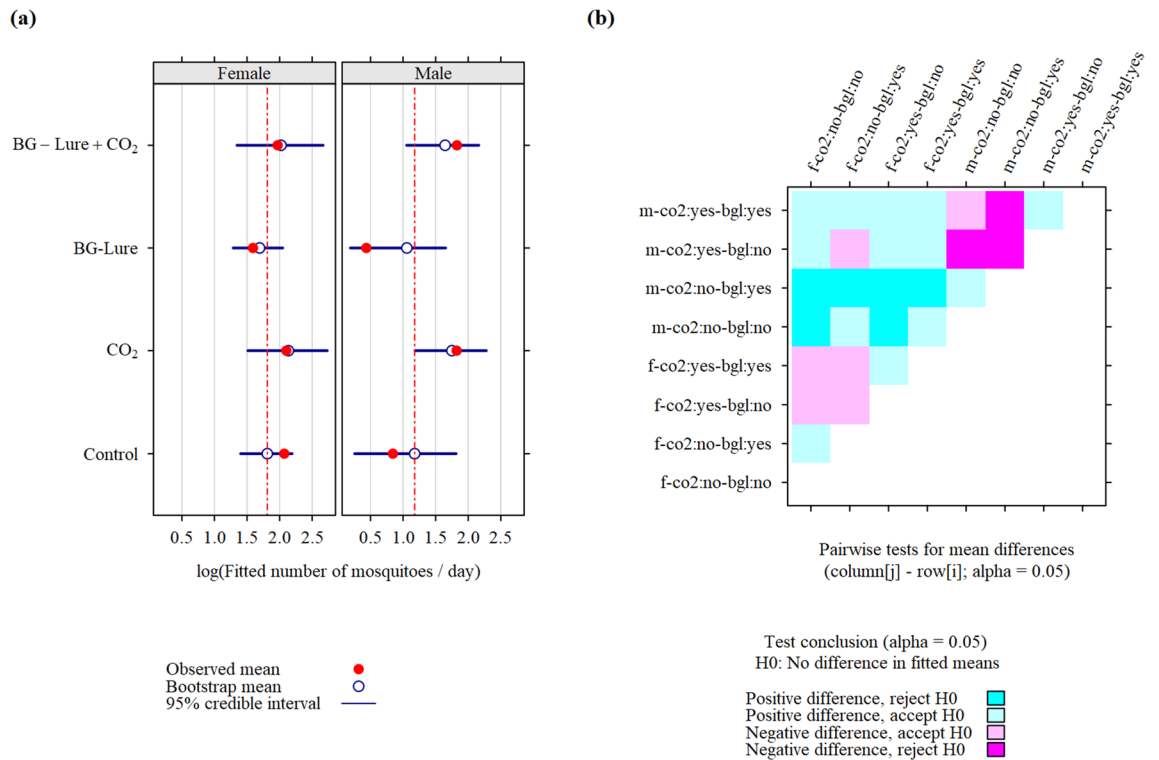 (a)
Female
Male
BG – Lure + CO₂
BG-Lure
CO₂
Control
0.5 1.0 1.5 2.0 2.5
0.5 1.0 1.5 2.0 2.5
log(Fitted number of mosquitoes / day)
Observed mean
Bootstrap mean
95% credible interval
(b)
f-co2:no-bgl:no
f-co2:no-bgl:yes
f-co2:yes-bgl:no
f-co2:yes-bgl:yes
m-co2:no-bgl:no
m-co2:no-bgl:yes
m-co2:yes-bgl:no
m-co2:yes-bgl:yes
m-co2:yes-bgl:yes
m-co2:yes-bgl:no
m-co2:no-bgl:yes
m-co2:no-bgl:no
f-co2:yes-bgl:yes
f-co2:yes-bgl:no
f-co2:no-bgl:yes
f-co2:no-bgl:no
Pairwise tests for mean differences
(column[j] - row[i]; alpha = 0.05)
Test conclusion (alpha = 0.05)
H0: No difference in fitted means
Positive difference, reject H0
Positive difference, accept H0
Negative difference, accept H0
Negative difference, reject H0